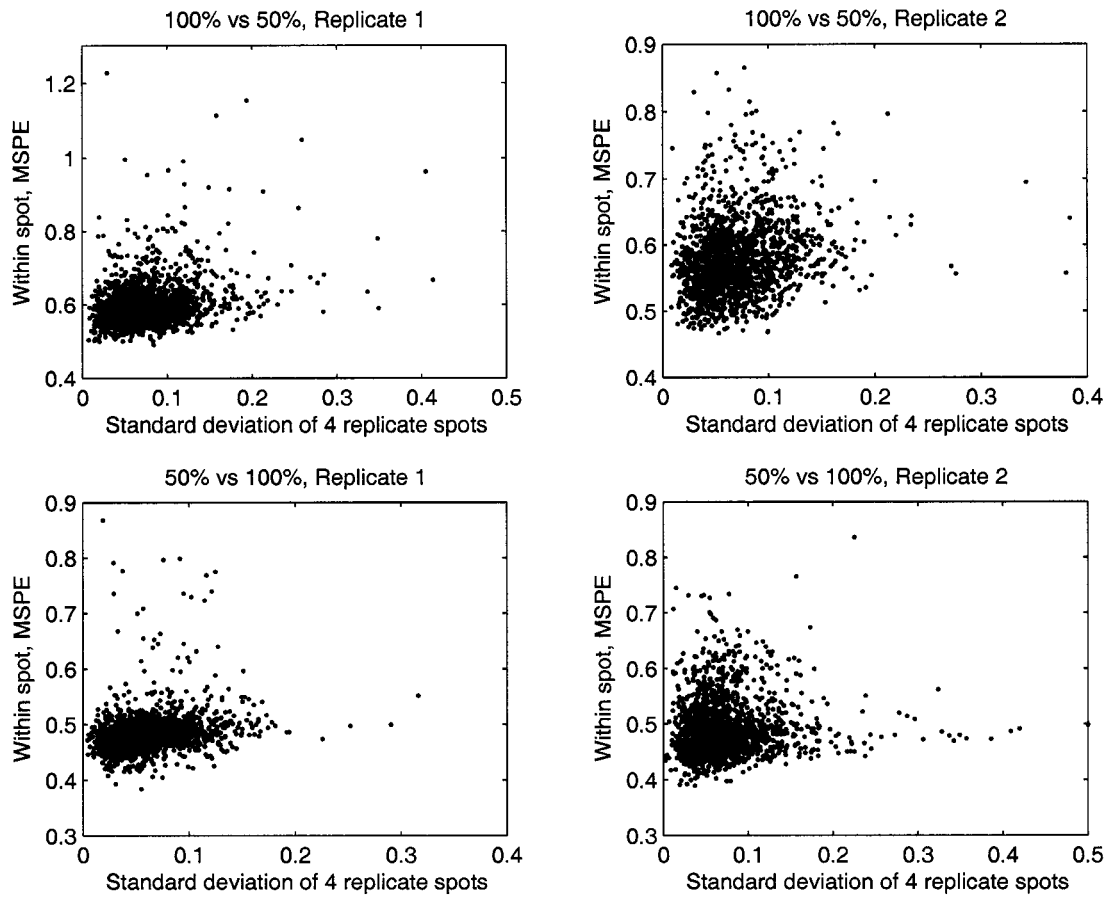 100% vs 50%, Replicate 1
Within spot, MSPE
1.2
1
0.8
0.6
0.4
0 0.1 0.2 0.3 0.4 0.5
Standard deviation of 4 replicate spots
100% vs 50%, Replicate 2
Within spot, MSPE
0.9
0.8
0.7
0.6
0.5
0.4
0 0.1 0.2 0.3 0.4
Standard deviation of 4 replicate spots
50% vs 100%, Replicate 1
Within spot, MSPE
0.9
0.8
0.7
0.6
0.5
0.4
0.3
0 0.1 0.2 0.3 0.4
Standard deviation of 4 replicate spots
50% vs 100%, Replicate 2
Within spot, MSPE
0.9
0.8
0.7
0.6
0.5
0.4
0.3
0 0.1 0.2 0.3 0.4 0.5
Standard deviation of 4 replicate spots